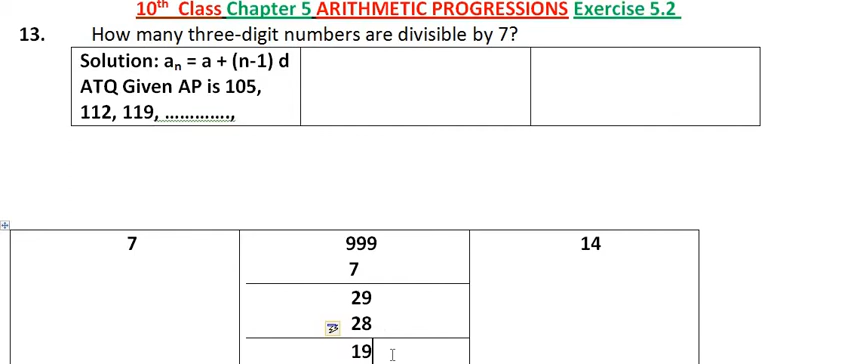 10th Class Chapter 5 ARITHMETIC PROGRESSIONS Exercise 5.2
13. How many three-digit numbers are divisible by 7?
Solution: an = a + (n-1) d
ATQ Given AP is 105,
112, 119, ............,
7 999 14
7
29
28
19